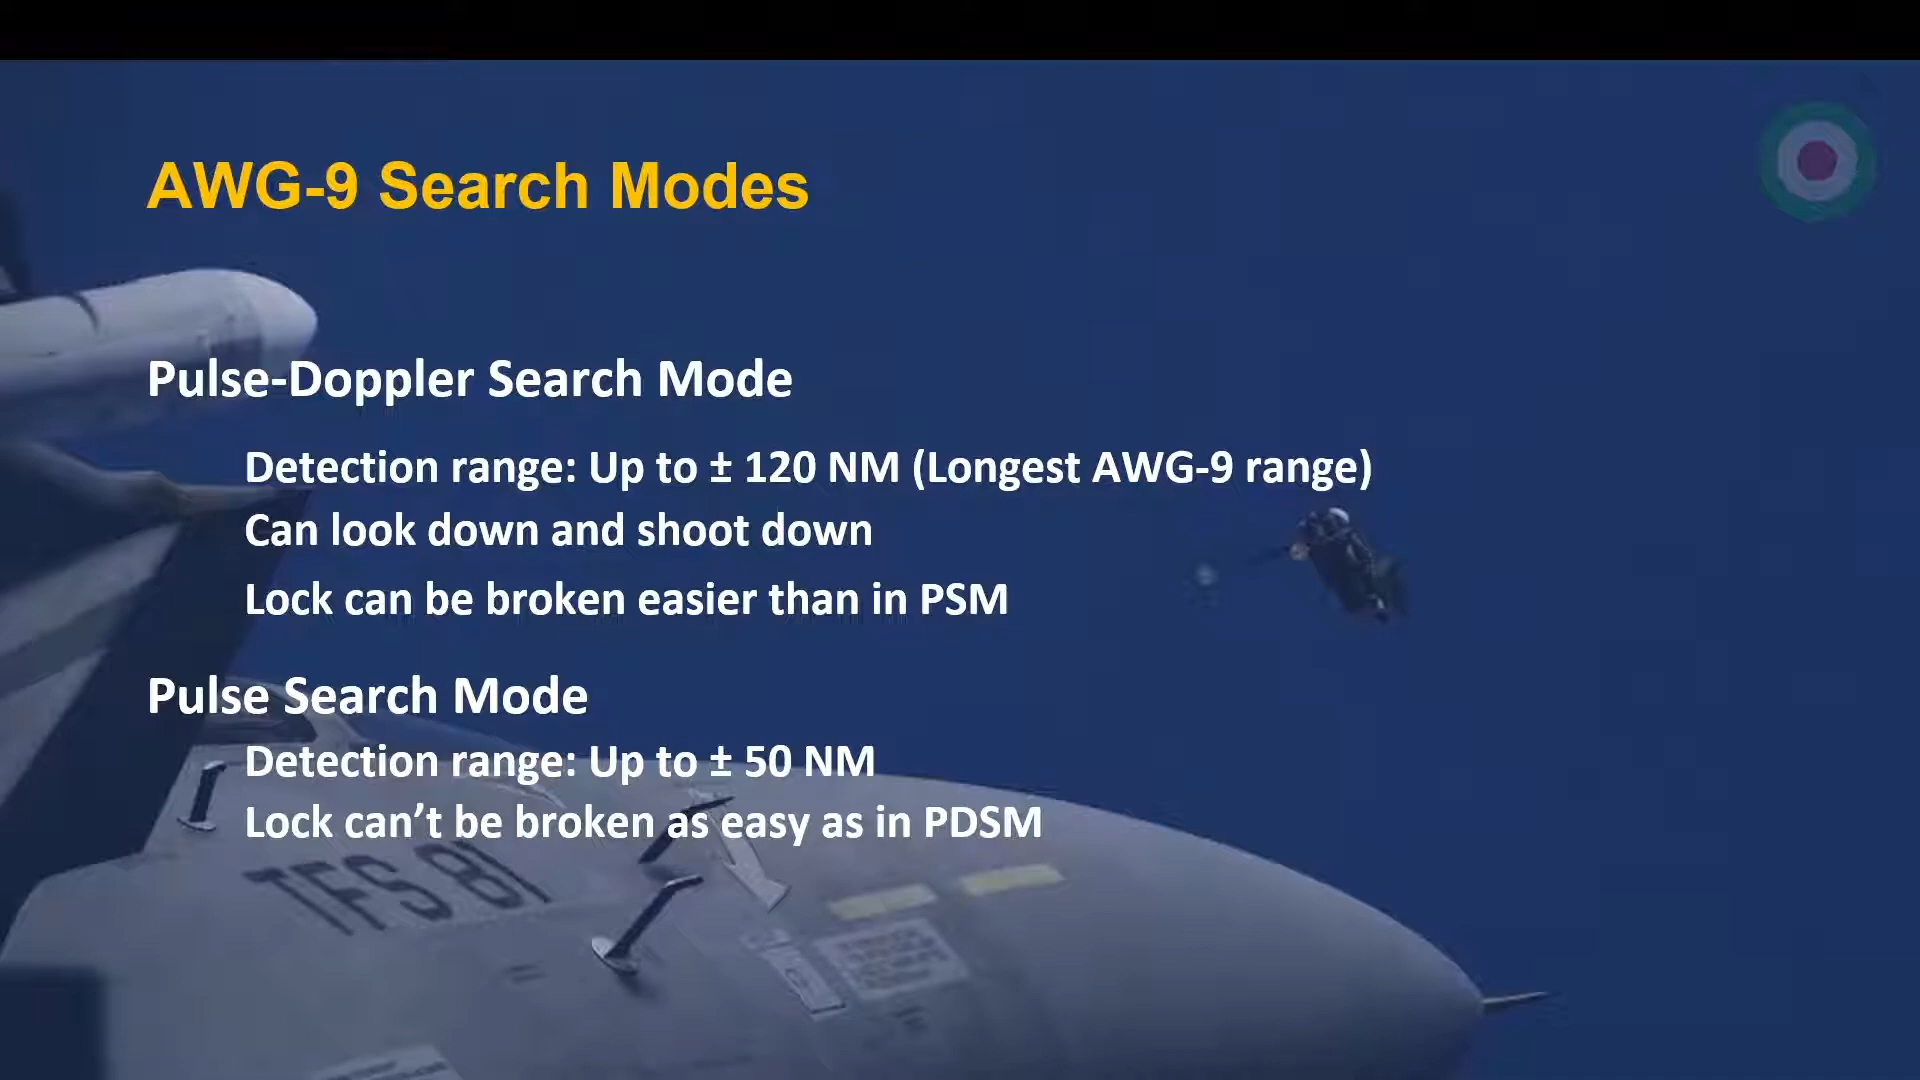 AWG-9 Search Modes
Pulse-Doppler Search Mode
Detection range: Up to ± 120 NM (Longest AWG-9 range)
Can look down and shoot down
Lock can be broken easier than in PSM
Pulse Search Mode
Detection range: Up to ± 50 NM
Lock can’t be broken as easy as in PDSM
TFS 81